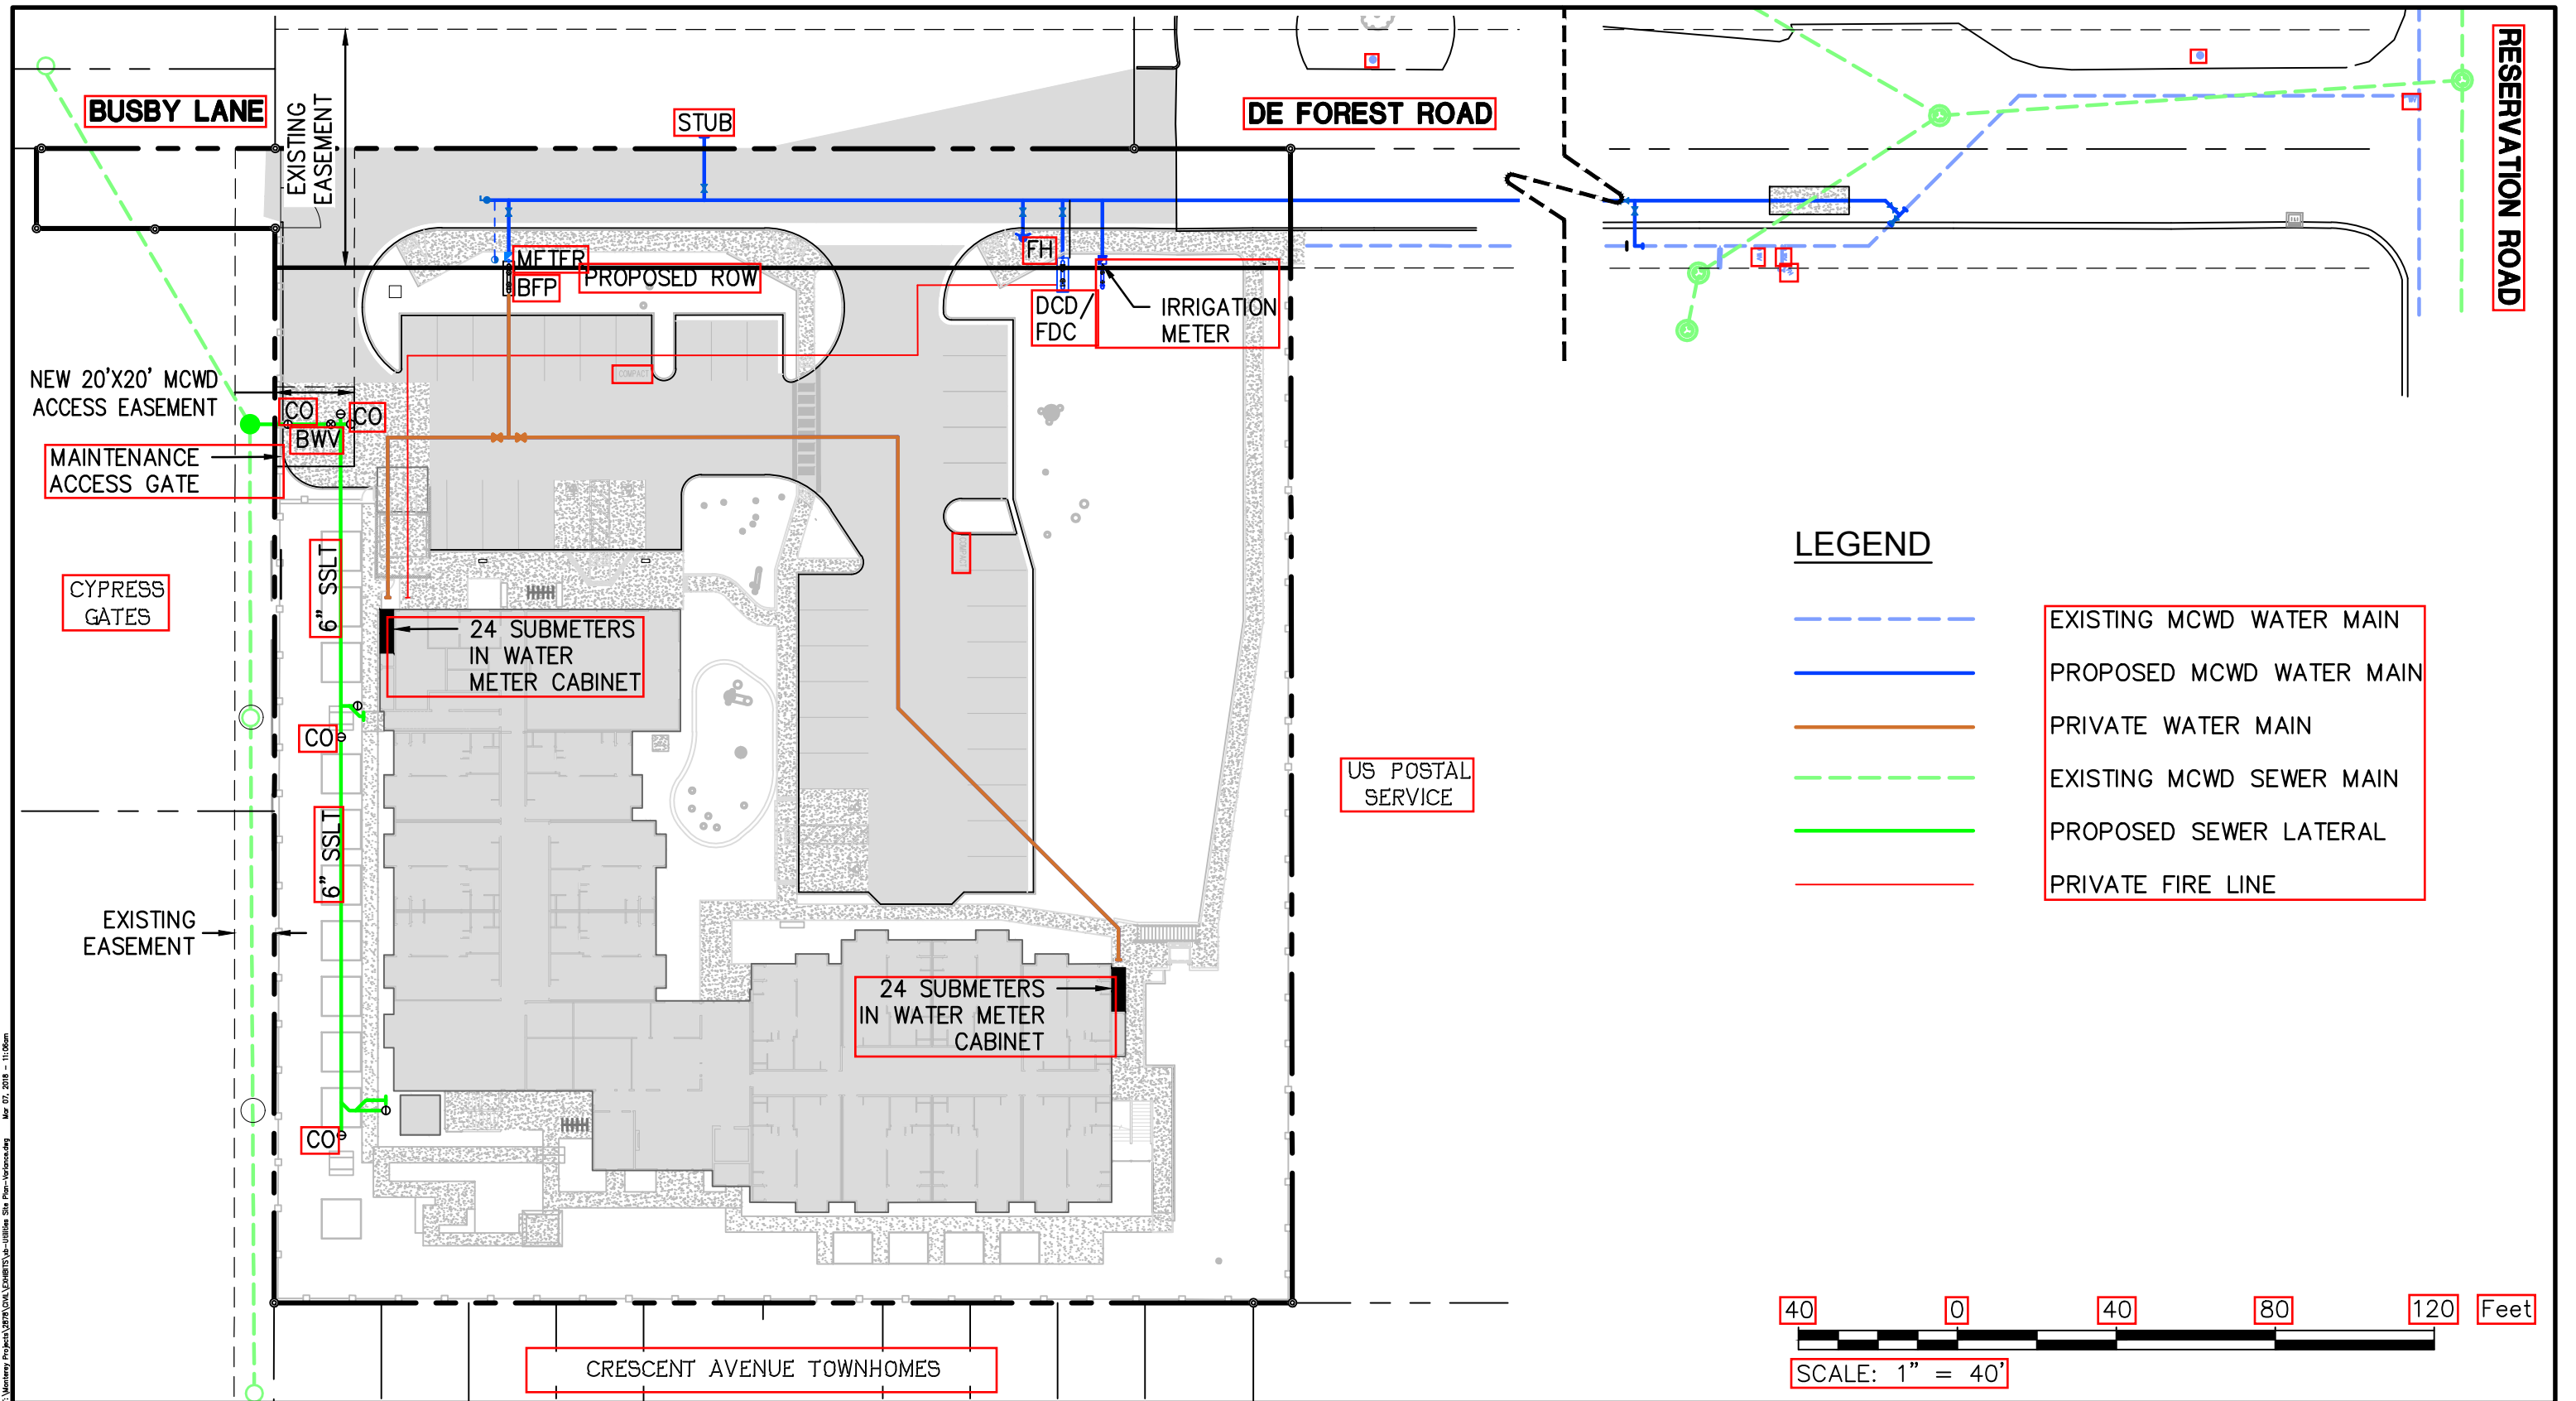 BUSBY LANE
EXISTING
EASEMENT
STUB
DE FOREST ROAD
RESERVATION ROAD
METER
BFP
PROPOSED ROW
FH
DCD/
FDC
IRRIGATION
METER
COMPACT
NEW 20'X20' MCWD
ACCESS EASEMENT
CO
CO
BWV
MAINTENANCE
ACCESS GATE
6" SSLT
CYPRESS
GATES
COMPACT
LEGEND
EXISTING MCWD WATER MAIN
PROPOSED MCWD WATER MAIN
PRIVATE WATER MAIN
EXISTING MCWD SEWER MAIN
PROPOSED SEWER LATERAL
PRIVATE FIRE LINE
24 SUBMETERS
IN WATER
METER CABINET
CO
US POSTAL
SERVICE
6" SSLT
EXISTING
EASEMENT
24 SUBMETERS
IN WATER METER
CABINET
CO
CRESCENT AVENUE TOWNHOMES
40 0 40 80 120 Feet
SCALE: 1" = 40'